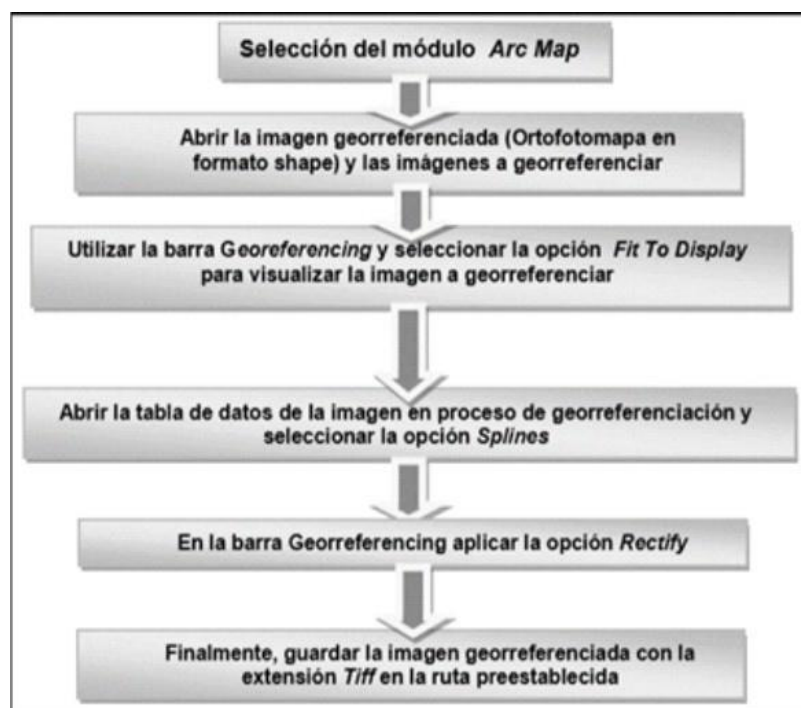 Selección del módulo Arc Map
Abrir la imagen georreferenciada (Ortofotomapa en
formato shape) y las imágenes a georreferenciar
Utilizar la barra Georeferencing y seleccionar la opción Fit To Display
para visualizar la imagen a georreferenciar
Abrir la tabla de datos de la imagen en proceso de georreferenciación y
seleccionar la opción Splines
En la barra Georreferencing aplicar la opción Rectify
Finalmente, guardar la imagen georreferenciada con la
extensión Tiff en la ruta preestablecida